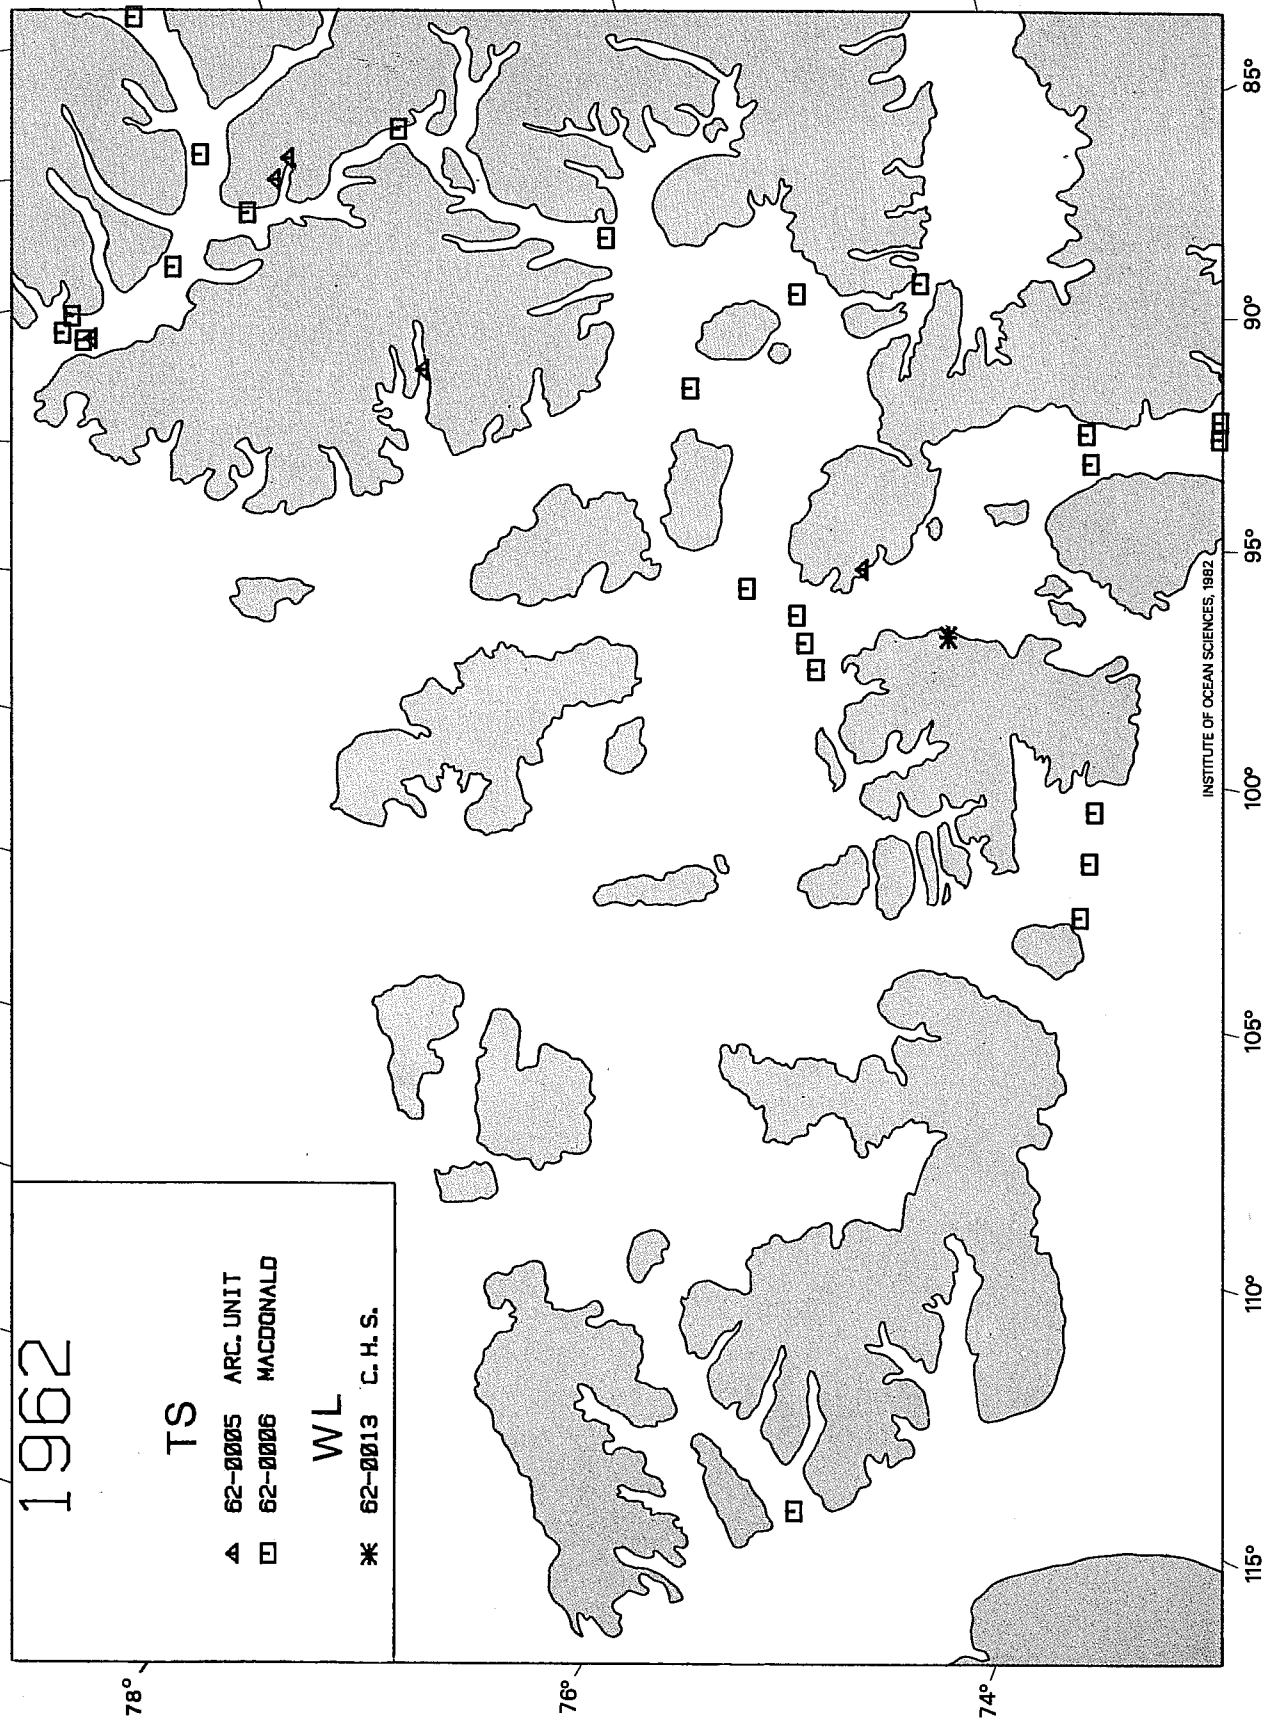 1962
TS
62-0005 ARC. UNIT
62-0006 MACDONALD
WL
62-0013 C. H. S.
78°
76°
74°
115°
110°
105°
100°
95°
90°
85°
INSTITUTE OF OCEAN SCIENCES, 1982